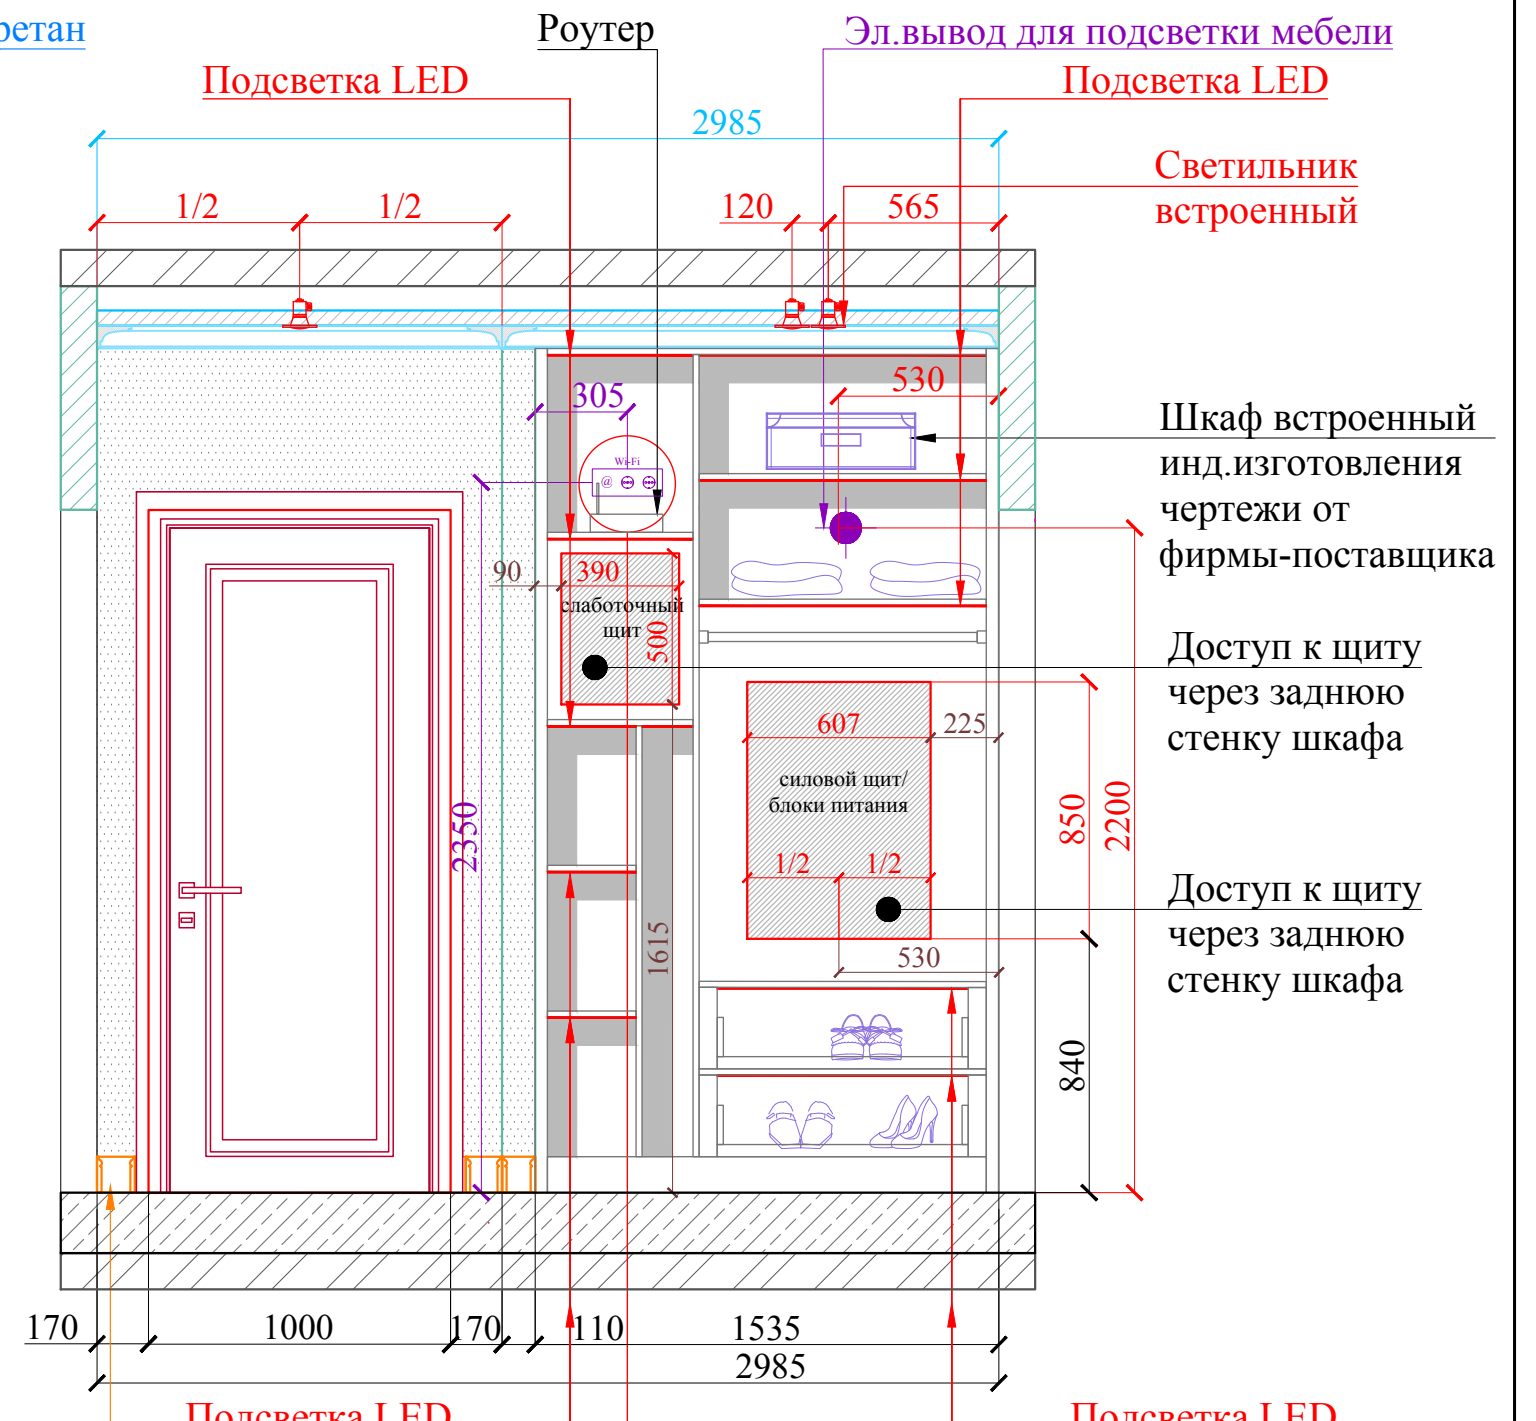 ретан
Роутер
Эл.вывод для подсветки мебели
Подсветка LED
Подсветка LED
2985
Светильник
встроенный
1/2
1/2
120
565
530
305
Шкаф встроенный
инд.изготовления
чертежи от
фирмы-поставщика
Wi-Fi
@
90
390
слаботочный
щит
500
Доступ к щиту
через заднюю
стенку шкафа
607
225
силовой щит/
блоки питания
2350
850
2200
1/2
1/2
Доступ к щиту
через заднюю
стенку шкафа
1615
530
840
170
1000
170
110
1535
2985
Подсветка LED
Подсветка LED